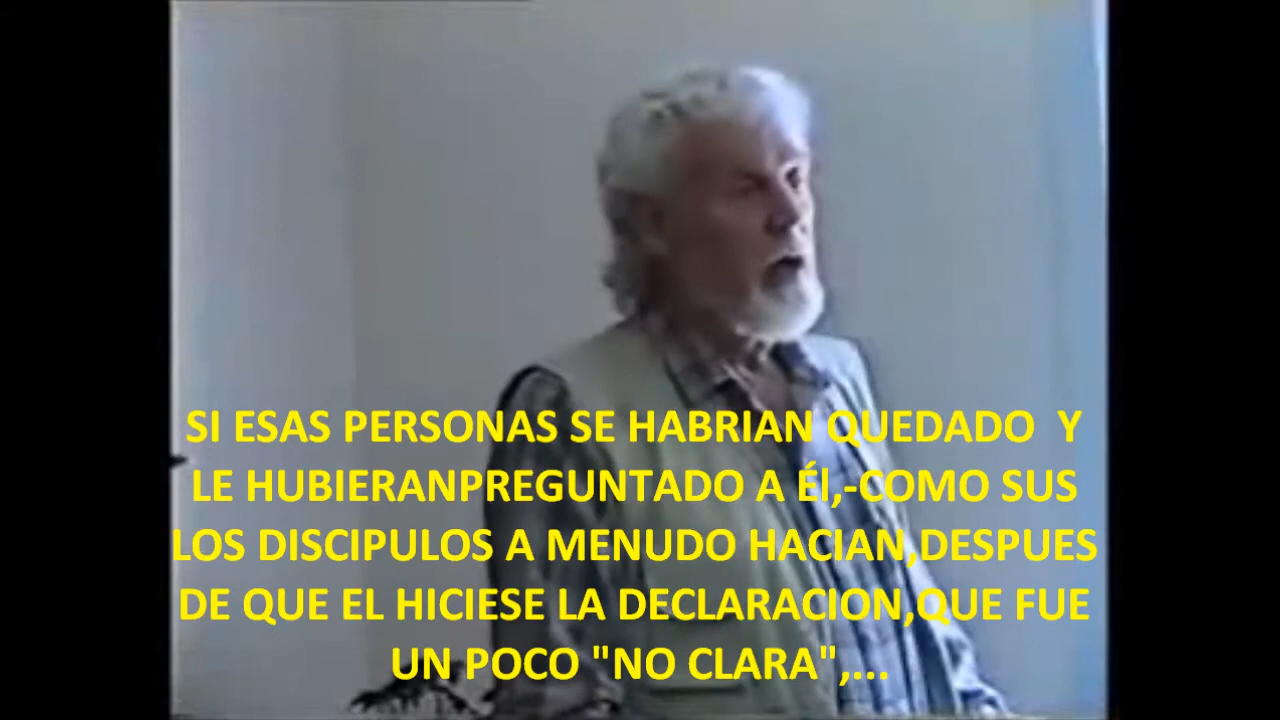 SI ESAS PERSONAS SE HABRIAN QUEDADO Y
LE HUBIERANPREGUNTADO A Él,-COMO SUS
LOS DISCIPULOS A MENUDO HACIAN,DESPUES
DE QUE EL HICIESE LA DECLARACION,QUE FUE
UN POCO "NO CLARA",...